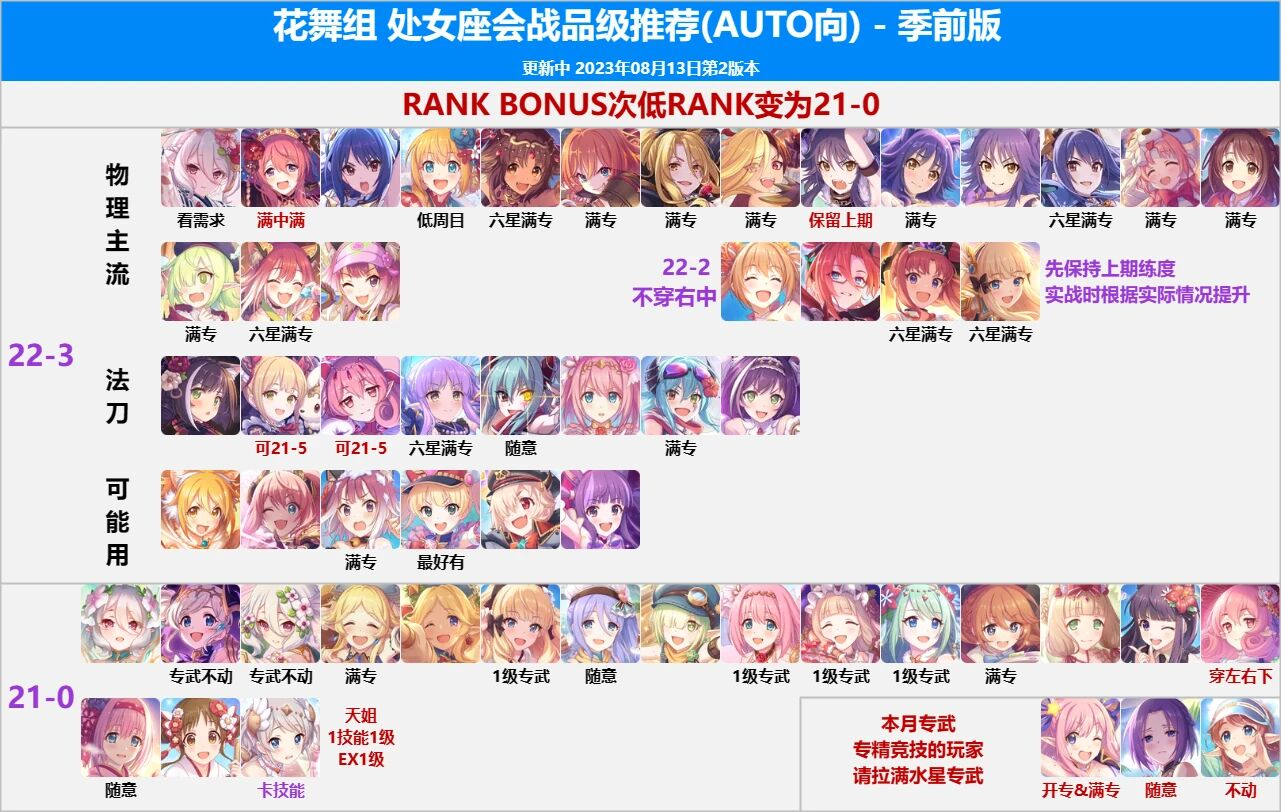 花舞组 处女座会战品级推荐(AUTO向) - 季前版
更新中 2023年08月13日第2版本
RANK BONUS次低RANK变为21-0
22-3
物理主流
看需求 满中满 低周目 六星满专 满专 满专 满专 保留上期 满专 六星满专 满专 满专
22-2
不穿右中
先保持上期练度
实战时根据实际情况提升
满专 六星满专 六星满专 六星满专
法刀
可21-5 可21-5 六星满专 随意 满专
可能用
满专 最好有
21-0
专武不动 专武不动 满专 1级专武 随意 1级专武 1级专武 1级专武 满专 穿左右下
天姐
1技能1级
EX1级
随意 卡技能
本月专武
专精竞技的玩家
请拉满水星专武
开专&满专 随意 不动